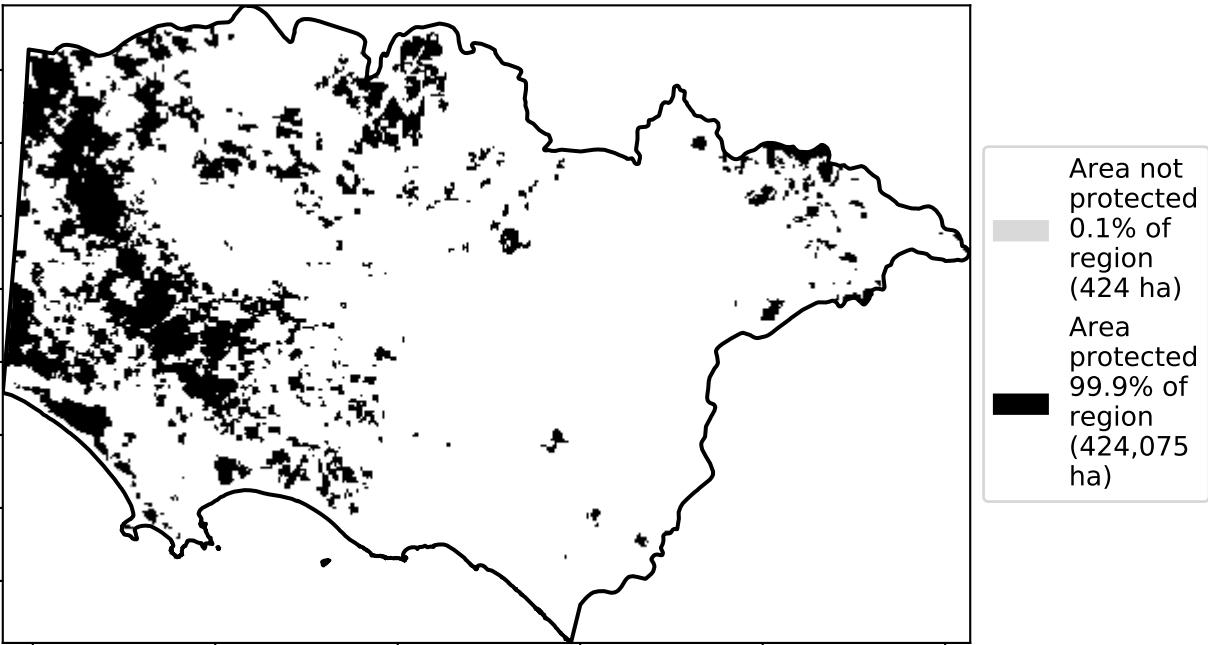 Area not
protected
0.1% of
region
(424 ha)
Area
protected
99.9% of
region
(424,075
ha)